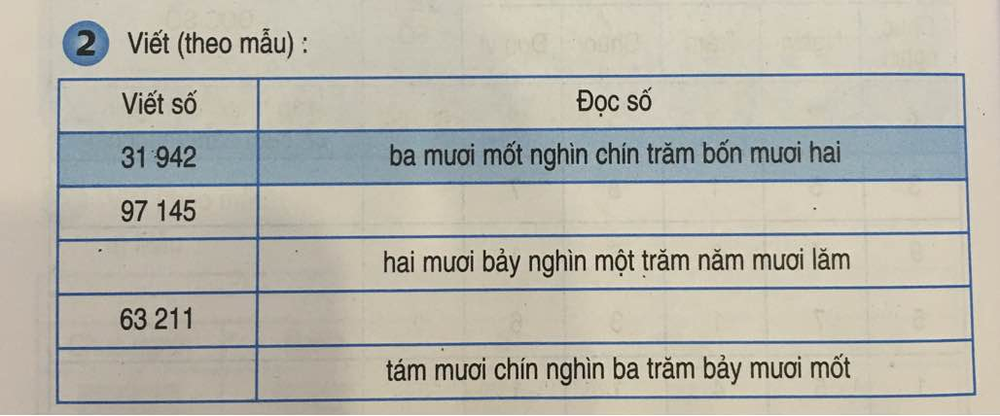 2 Viết (theo mẫu) :
Viết số Đọc số
31 942 ba mươi mốt nghìn chín trăm bốn mươi hai
97 145
hai mươi bảy nghìn một trăm năm mươi lăm
63 211
tám mươi chín nghìn ba trăm bảy mươi mốt